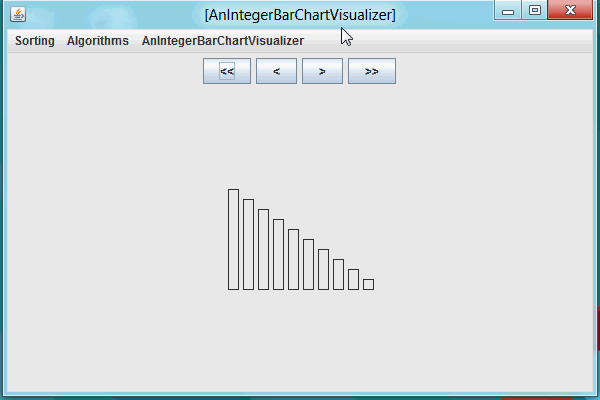 [AnIntegerBarChartVisualizer]
Sorting Algorithms AnIntegerBarChartVisualizer
<< < > >>